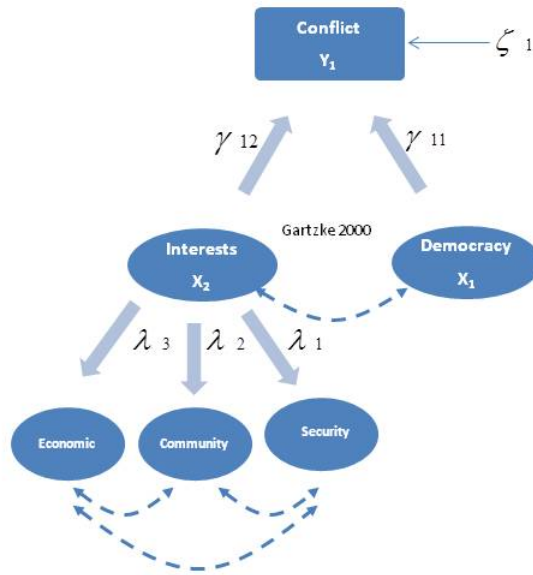 Conflict
Y₁
ζ 1
γ 12
γ 11
Gartzke 2000
Interests
X₂
Democracy
X₁
λ 3
λ 2
λ 1
Economic
Community
Security